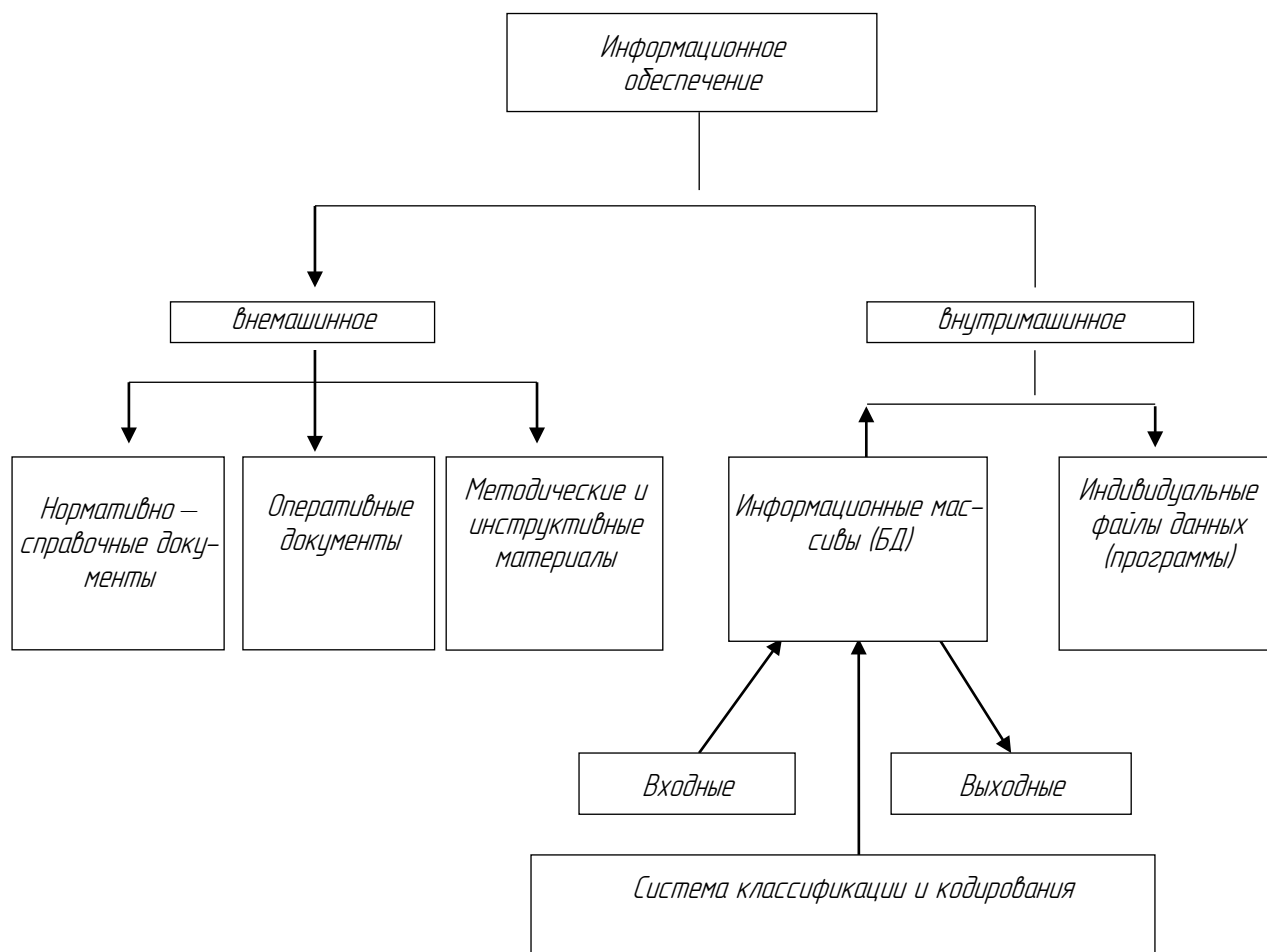 Информационное
обеспечение
внемашинное
внутримашинное
Нормативно –
справочные доку-
менты
Оперативные
документы
Методические и
инструктивные
материалы
Информационные мас-
сивы (БД)
Индивидуальные
файлы данных
(программы)
Входные
Выходные
Система классификации и кодирования